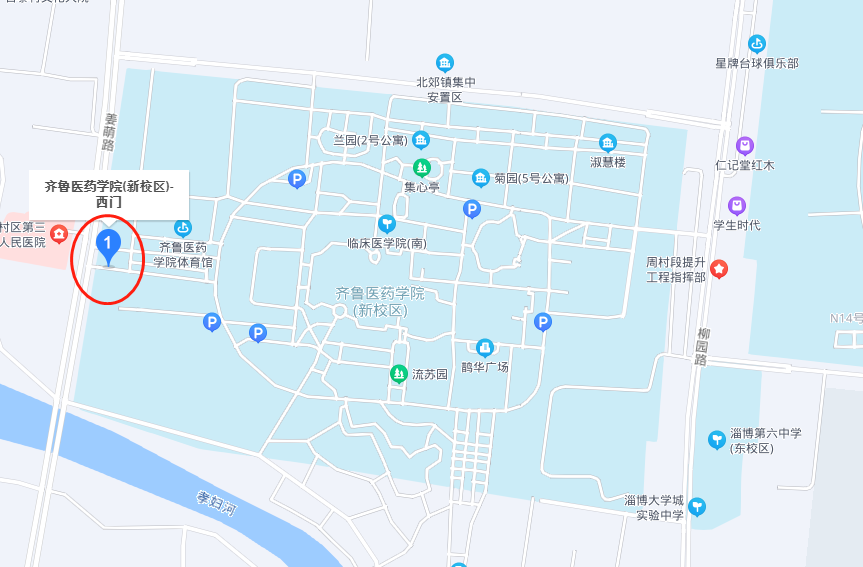 星牌台球俱乐部
北郊镇集中
安置区
姜萌路
兰园(2号公寓)
淑慧楼
仁记堂红木
齐鲁医药学院(新校区)-
西门
集心亭
菊园(5号公寓)
学生时代
村区第三
人民医院
1
齐鲁医药
学院体育馆
临床医学院(南)
周村段提升
工程指挥部
齐鲁医药学院
(新校区)
P
P
P
P
P
N14号
柳园路
鹊华广场
流苏园
淄博第六中学
(东校区)
孝妇河
淄博大学城
实验中学